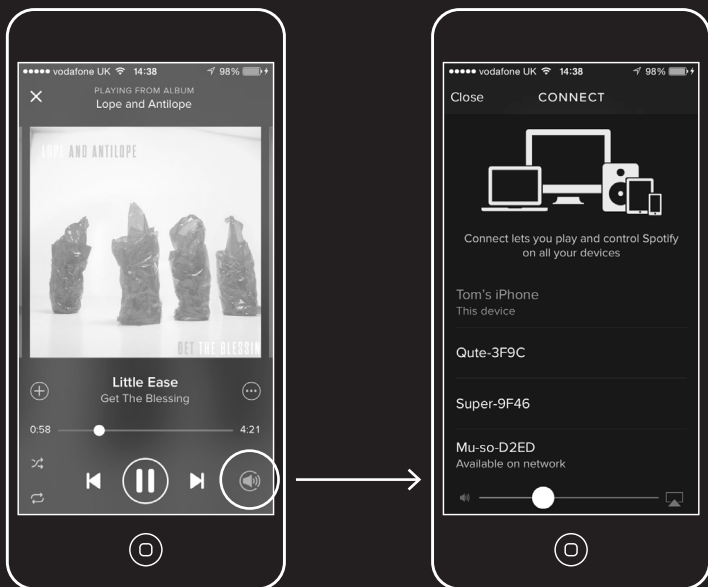 vodafone UK 14:38 98%
PLAYING FROM ALBUM
Lope and Antilope
LOPE AND ANTILOPE
GET THE BLESSIN
Little Ease
Get The Blessing
0:58 4:21
vodafone UK 14:38 98%
Close CONNECT
Connect lets you play and control Spotify
on all your devices
Tom's iPhone
This device
Qute-3F9C
Super-9F46
Mu-so-D2ED
Available on network